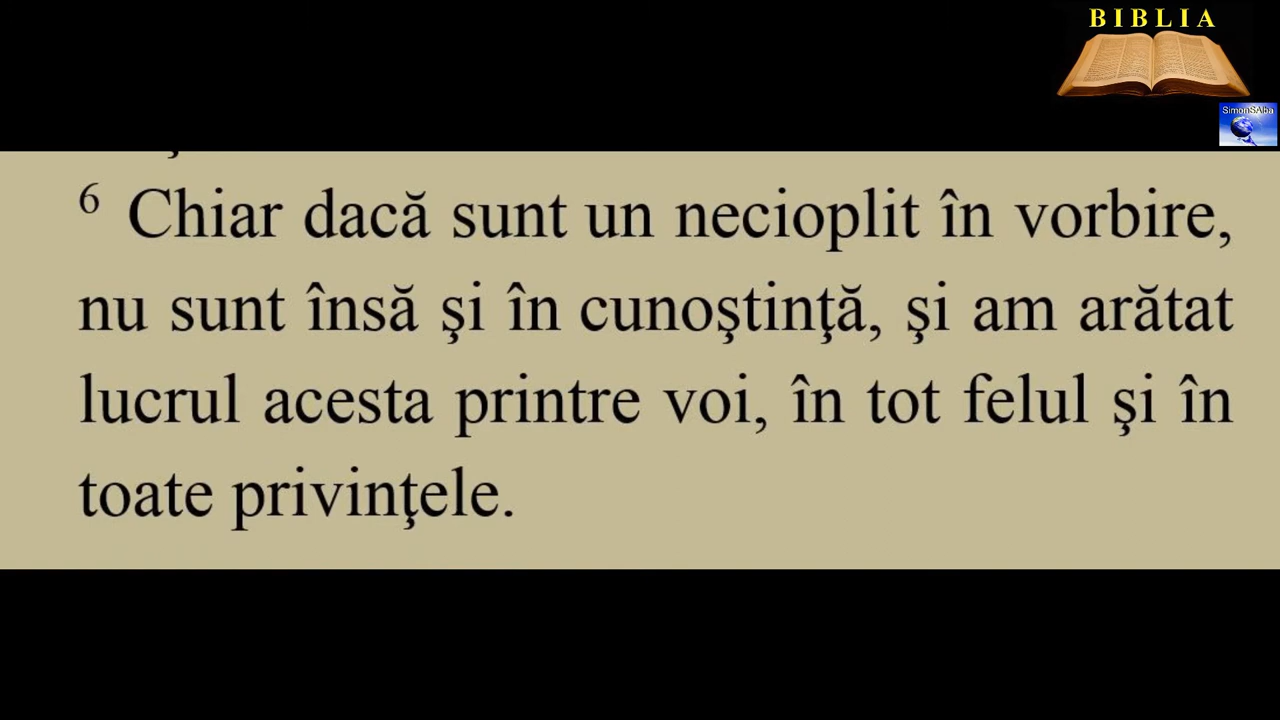 BIBLIA
SimonSAlba
6 Chiar dacă sunt un necioplit în vorbire,
nu sunt însă şi în cunoştinţă, şi am arătat
lucrul acesta printre voi, în tot felul şi în
toate privinţele.